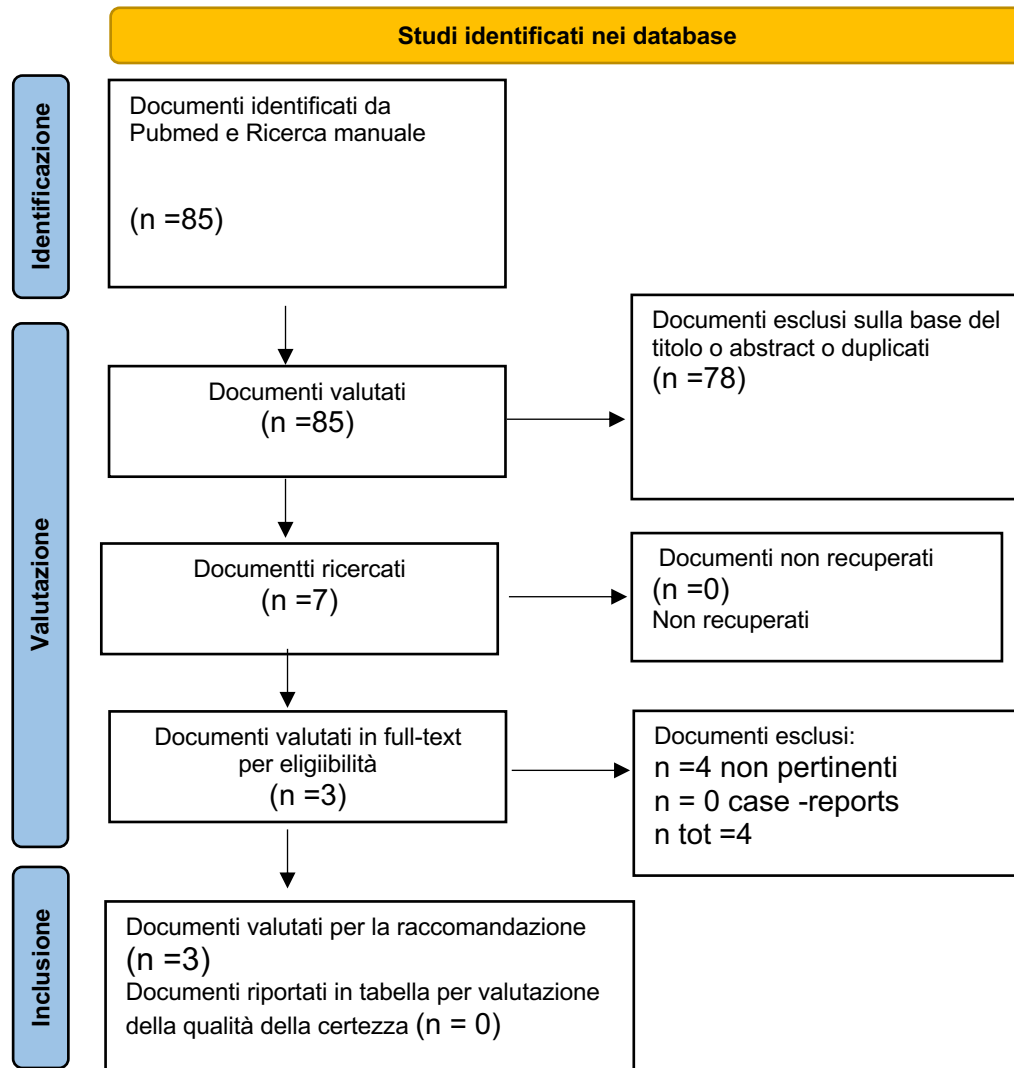 Studi identificati nei database
Identificazione
Documenti identificati da
Pubmed e Ricerca manuale
(n =85)
Valutazione
Documenti valutati
(n =85)
Documenti esclusi sulla base del
titolo o abstract o duplicati
(n =78)
Documentti ricercati
(n =7)
Documenti non recuperati
(n =0)
Non recuperati
Documenti valutati in full-text
per eligiibilità
(n =3)
Documenti esclusi:
n =4 non pertinenti
n = 0 case -reports
n tot =4
Inclusione
Documenti valutati per la raccomandazione
(n =3)
Documenti riportati in tabella per valutazione
della qualità della certezza (n = 0)